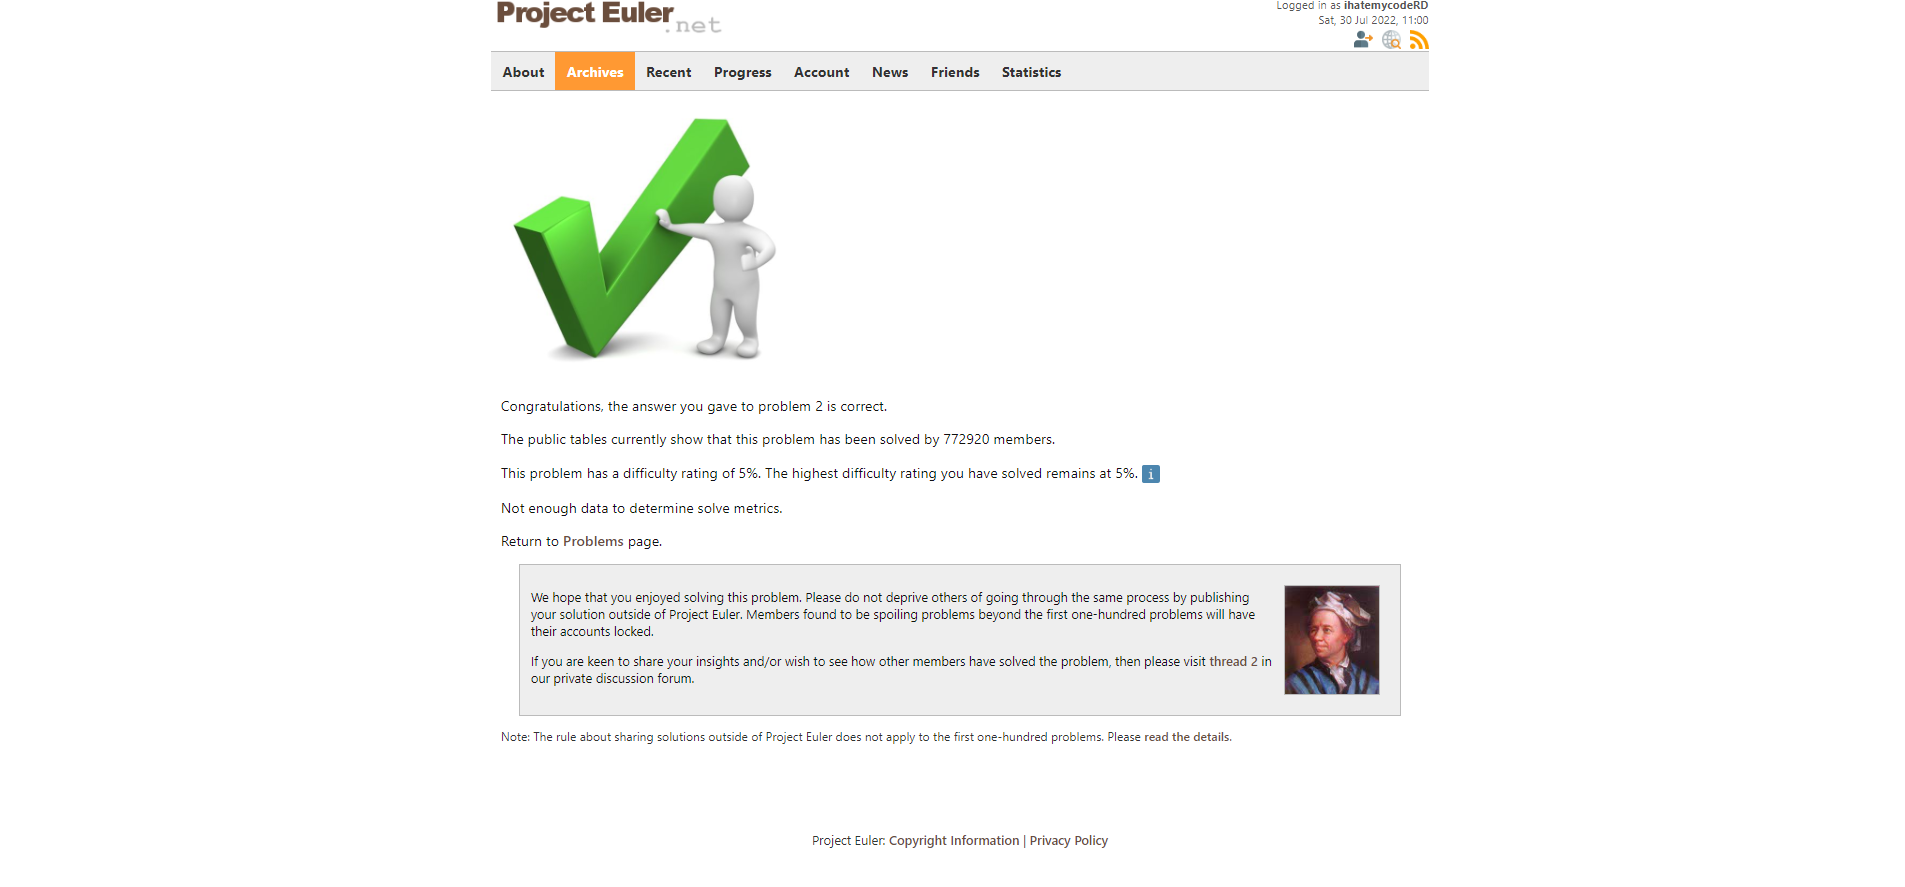 Project Euler
.net
Logged in as ihatemycodeRD
Sat, 30 Jul 2022, 11:00
About Archives Recent Progress Account News Friends Statistics
Congratulations, the answer you gave to problem 2 is correct.
The public tables currently show that this problem has been solved by 772920 members.
This problem has a difficulty rating of 5%. The highest difficulty rating you have solved remains at 5%. i
Not enough data to determine solve metrics.
Return to Problems page.
We hope that you enjoyed solving this problem. Please do not deprive others of going through the same process by publishing
your solution outside of Project Euler. Members found to be spoiling problems beyond the first one-hundred problems will have
their accounts locked.
If you are keen to share your insights and/or wish to see how other members have solved the problem, then please visit thread 2 in
our private discussion forum.
Note: The rule about sharing solutions outside of Project Euler does not apply to the first one-hundred problems. Please read the details.
Project Euler: Copyright Information | Privacy Policy